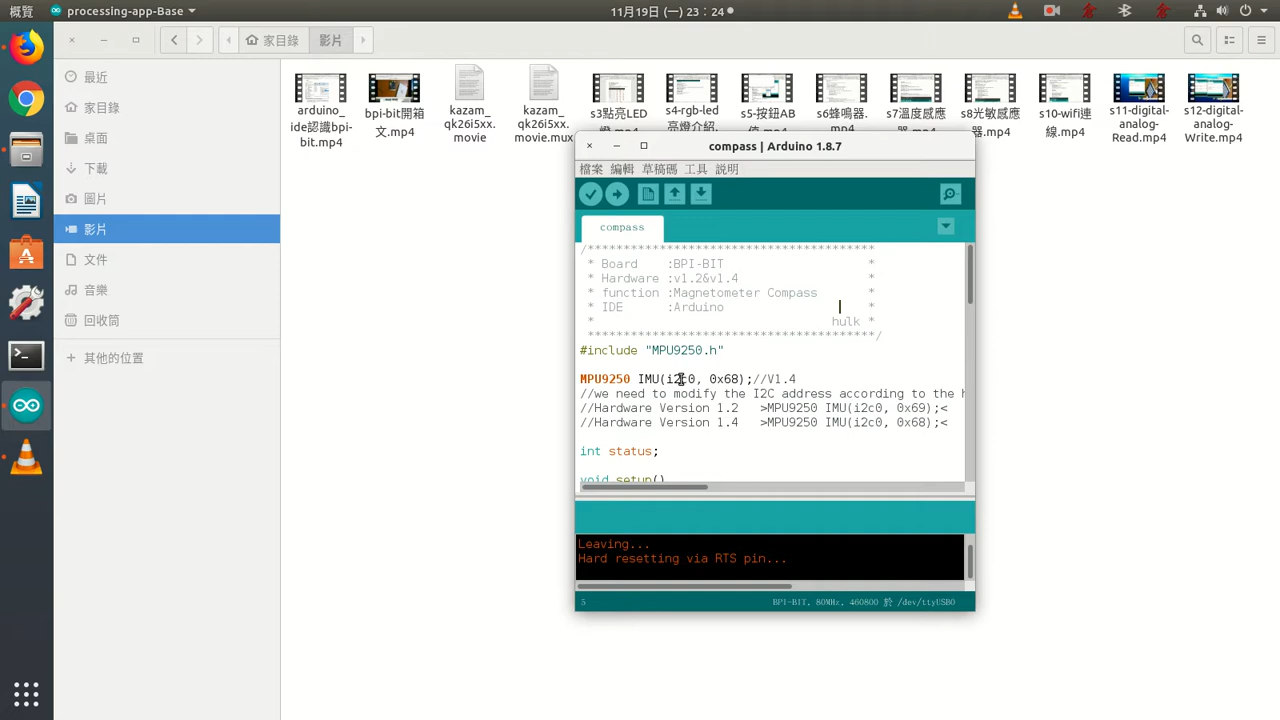 概覽
processing-app-Base
11月19日 (一) 23：24
倉
倉
家目錄
影片
最近
家目錄
桌面
下載
圖片
影片
文件
音樂
回收筒
其他的位置
arduino_
ide認識bpi-
bit.mp4
bpi-bit開箱
文.mp4
kazam_
qk26i5xx.
movie
kazam_
qk26i5xx.
movie.mux
s3點亮LED
燈.mp4
s4-rgb-led
亮燈介紹.
s5-按鈕AB
值.mp4
s6蜂鳴器.
mp4
s7溫度感應
器.mp4
s8光敏感應
器.mp4
s10-wifi連
線.mp4
s11-digital-
analog-
Read.mp4
s12-digital-
analog-
Write.mp4
compass | Arduino 1.8.7
檔案 編輯 草稿碼 工具 説明
compass
/****************************************
* Board    :BPI-BIT                    *
* Hardware :v1.2&v1.4                  *
* function :Magnetometer Compass       *
* IDE      :Arduino                    *
*                                 hulk *
****************************************/
#include "MPU9250.h"
MPU9250 IMU(i2c0, 0x68);//V1.4
//we need to modify the I2C address according to the h
//Hardware Version 1.2   >MPU9250 IMU(i2c0, 0x69);<
//Hardware Version 1.4   >MPU9250 IMU(i2c0, 0x68);<
int status;
void setup()
Leaving...
Hard resetting via RTS pin...
5
BPI-BIT, 80MHz, 460800 於 /dev/ttyUSB0